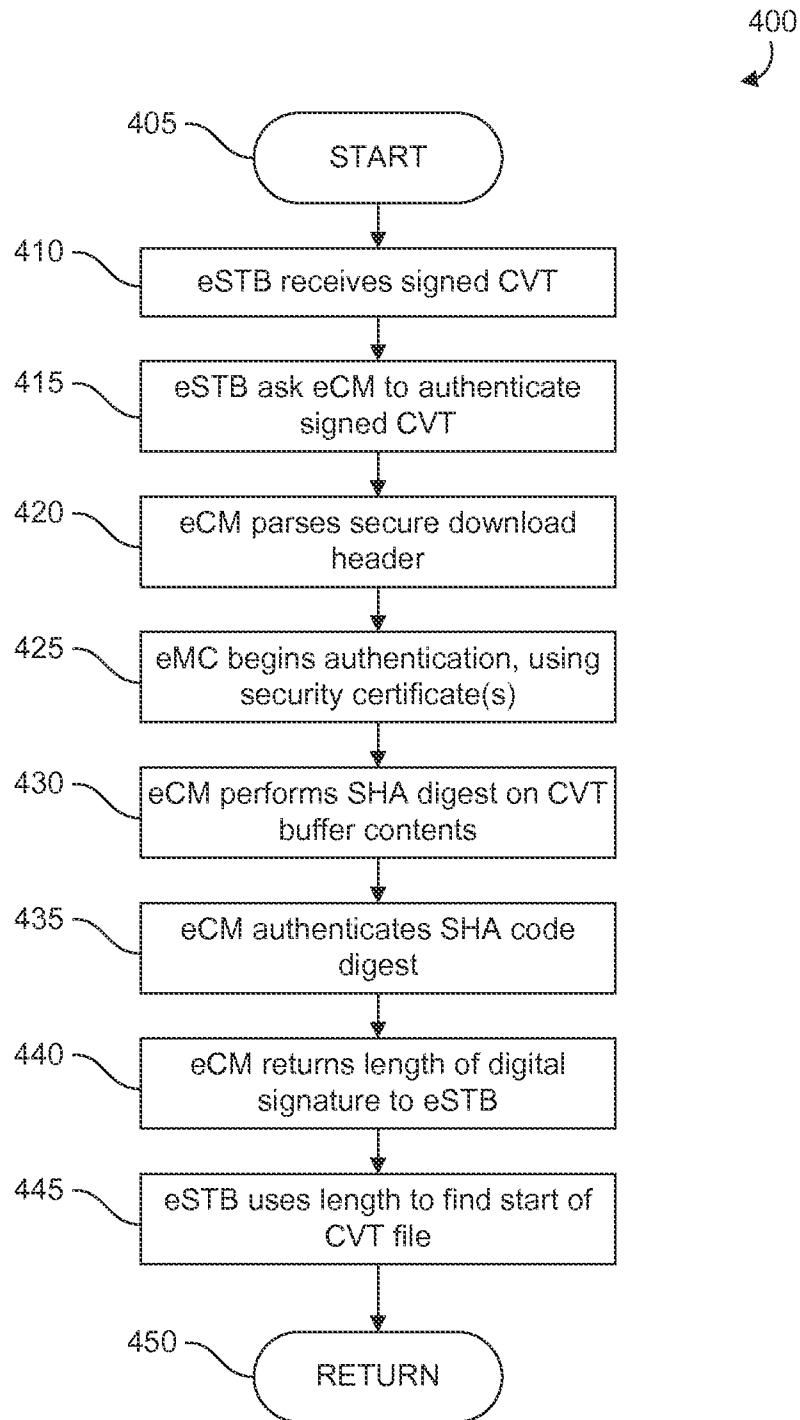 400
405
START
410
eSTB receives signed CVT
415
eSTB ask eCM to authenticate
signed CVT
420
eCM parses secure download
header
425
eMC begins authentication, using
security certificate(s)
430
eCM performs SHA digest on CVT
buffer contents
435
eCM authenticates SHA code
digest
440
eCM returns length of digital
signature to eSTB
445
eSTB uses length to find start of
CVT file
450
RETURN